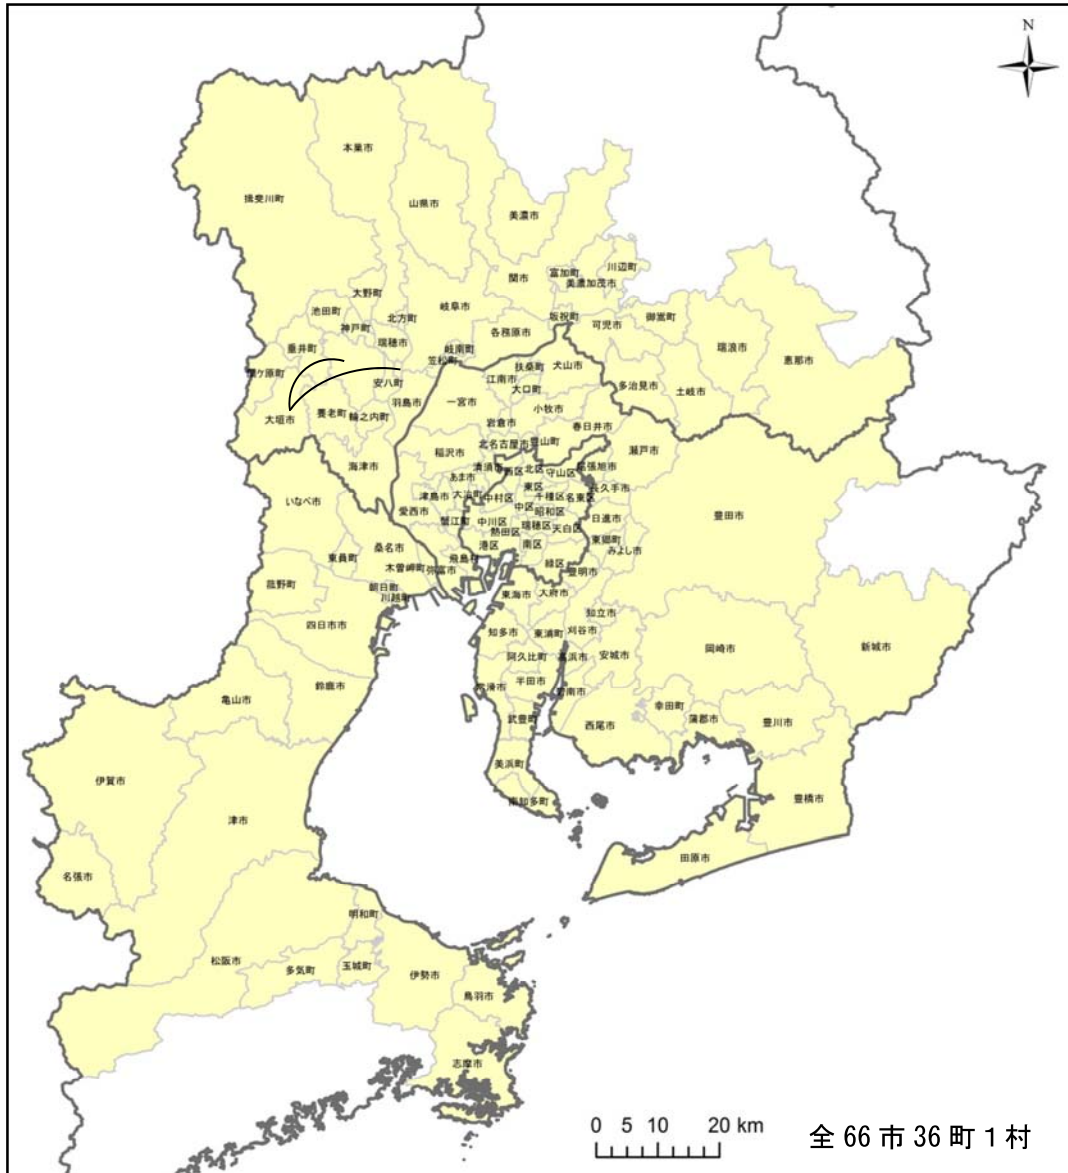 N
本巣市
揖斐川町
山県市
美濃市
川辺町
富加町
美濃加茂市
関市
大野町
岐阜市
池田町
北方町
坂祝町
御嵩町
可児市
神戸町
各務原市
瑞穂市
垂井町
岐南町
瑞浪市
笠松町
恵那市
扶桑町
犬山市
関ケ原町
江南市
安八町
多治見市
大口町
土岐市
羽島市
一宮市
養老町
小牧市
輪之内町
大垣市
岩倉市
春日井市
北名古屋市
豊山町
稲沢市
瀬戸市
海津市
清須市
西区
北区
守山区
尾張旭市
あま市
東区
長久手市
津島市
大治町
中村区
千種区
名東区
いなべ市
中区
昭和区
愛西市
豊田市
蟹江町
中川区
瑞穂区
天白区
日進市
熱田区
東郷町
桑名市
港区
南区
みよし市
東員町
飛島村
木曽岬町
弥富市
緑区
豊明市
菰野町
朝日町
川越町
東海市
大府市
知立市
四日市市
知多市
東浦町
刈谷市
岡崎市
新城市
阿久比町
高浜市
安城市
鈴鹿市
常滑市
半田市
碧南市
亀山市
幸田町
武豊町
西尾市
蒲郡市
豊川市
美浜町
伊賀市
南知多町
豊橋市
津市
田原市
名張市
明和町
松阪市
多気町
玉城町
伊勢市
鳥羽市
志摩市
0 5 10 20 km
全 66 市 36 町 1 村